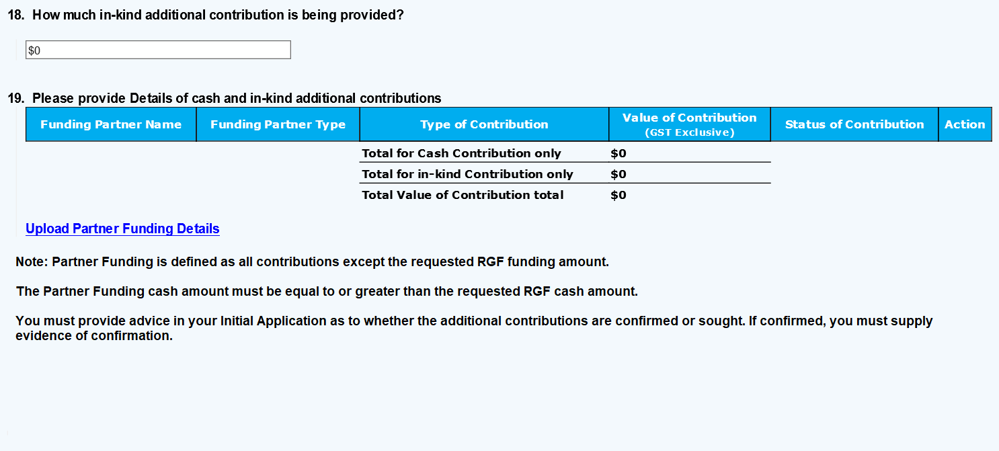 18. How much in-kind additional contribution is being provided?
$0
19. Please provide Details of cash and in-kind additional contributions
Funding Partner Name Funding Partner Type Type of Contribution Value of Contribution (GST Exclusive) Status of Contribution Action
Total for Cash Contribution only $0
Total for in-kind Contribution only $0
Total Value of Contribution total $0
Upload Partner Funding Details
Note: Partner Funding is defined as all contributions except the requested RGF funding amount.
The Partner Funding cash amount must be equal to or greater than the requested RGF cash amount.
You must provide advice in your Initial Application as to whether the additional contributions are confirmed or sought. If confirmed, you must supply
evidence of confirmation.